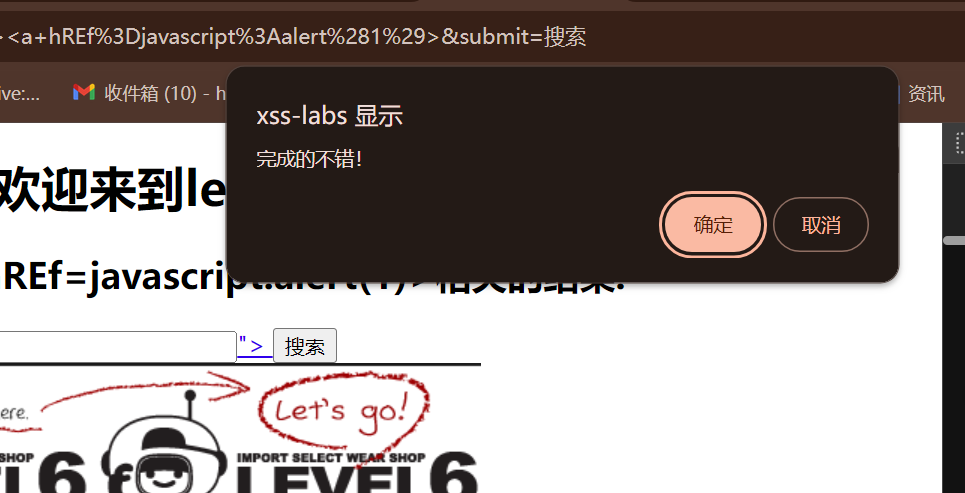 <a+hREf%3Djavascript%3Aalert%281%29>&submit=搜索
ive:...
收件箱 (10) - h
资讯
xss-labs 显示
完成的不错！
确定
取消
欢迎来到le
REf=javascript:alert(1)>相关的结果.
">
搜索
ere.
Let's go!
SHOP
IMPORT SELECT WEAR SHOP
EL6
LEVEL6